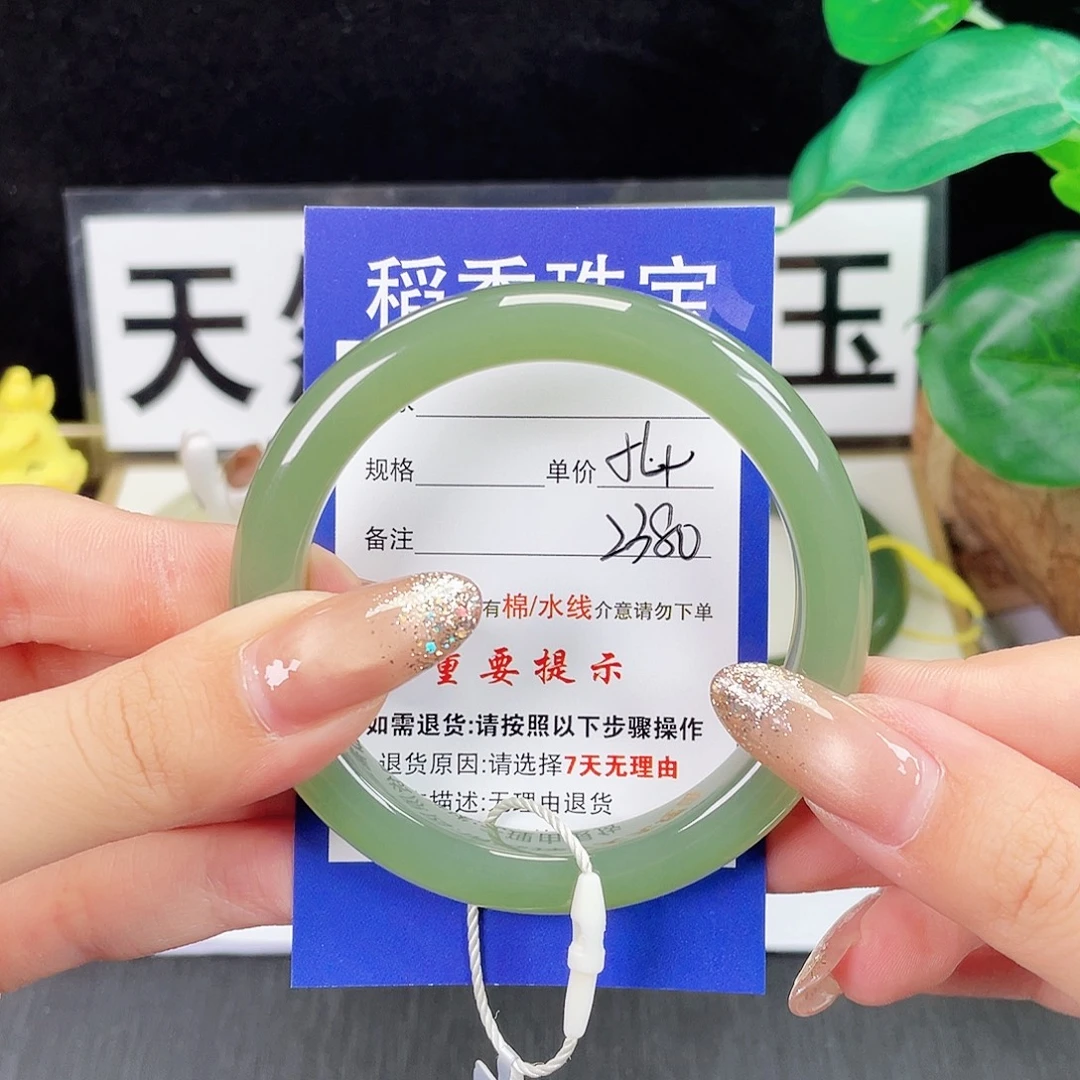 天 玉
稻香珠宝
规格 单价
备注 2380
有棉/水线介意请勿下单
重要提示
如需退货:请按照以下步骤操作
退货原因:请选择7天无理由
描述:无理由退货